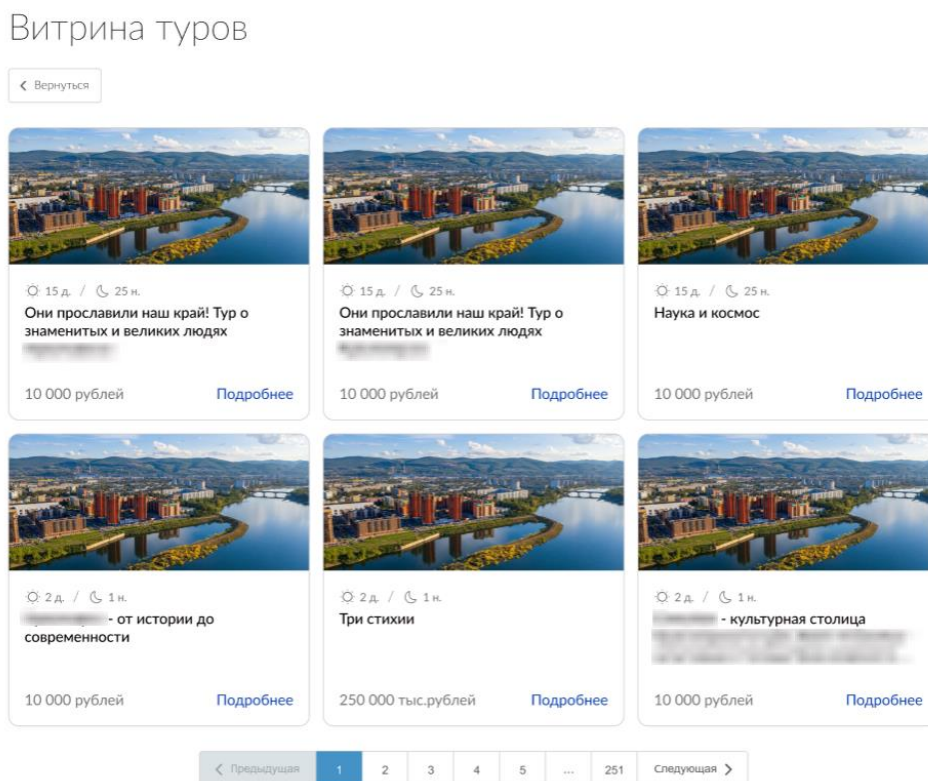 Витрина туров
Вернуться
15 д. / 25 н.
Они прославили наш край! Тур о
знаменитых и великих людях
10 000 рублей Подробнее
15 д. / 25 н.
Они прославили наш край! Тур о
знаменитых и великих людях
10 000 рублей Подробнее
15 д. / 25 н.
Наука и космос
10 000 рублей Подробнее
2 д. / 1 н.
- от истории до
современности
10 000 рублей Подробнее
2 д. / 1 н.
Три стихии
250 000 тыс.рублей Подробнее
2 д. / 1 н.
- культурная столица
10 000 рублей Подробнее
Предыдущая 1 2 3 4 5 ... 251 Следующая